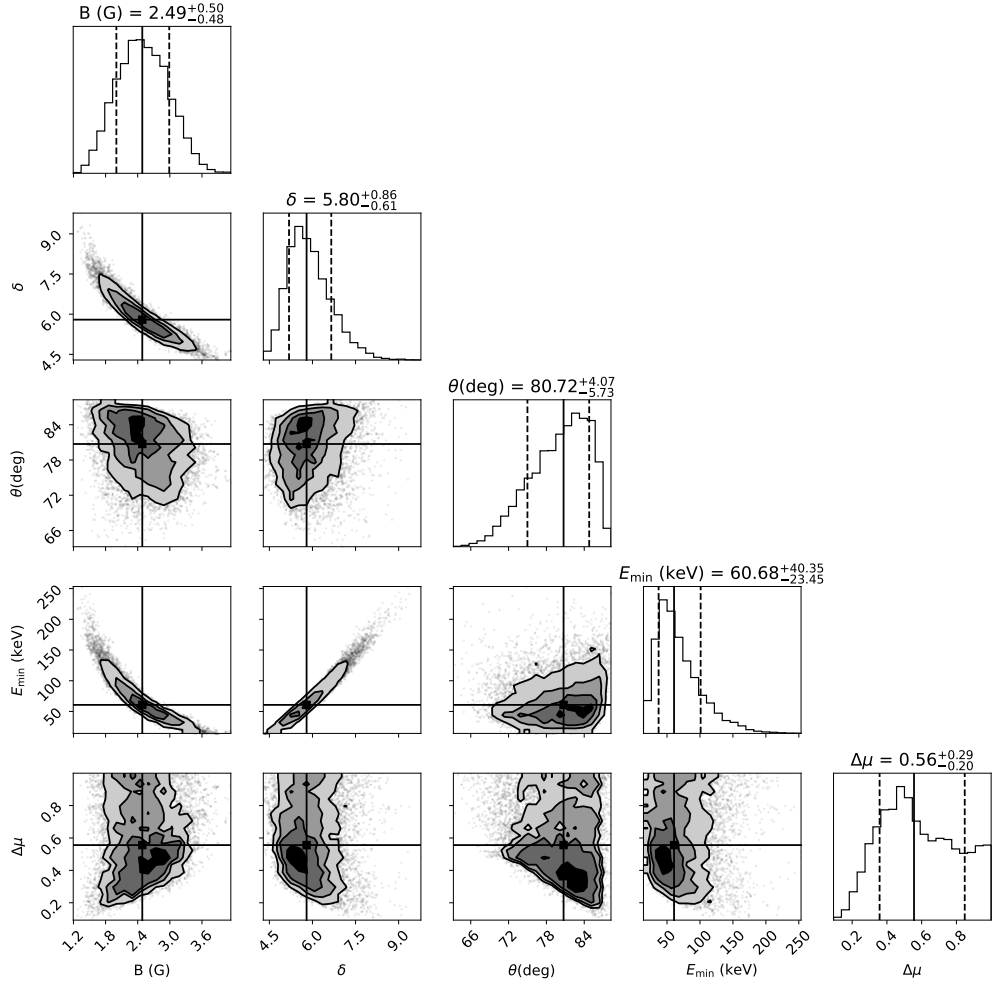 B (G) = 2.49+0.50 −0.48
δ = 5.80+0.86 −0.61
9.0
7.5
6.0
4.5
δ
θ(deg) = 80.72+4.07 −5.73
84
78
72
66
θ(deg)
Emin (keV) = 60.68+40.35 −23.45
250
200
150
100
50
Emin (keV)
Δμ = 0.56+0.29 −0.20
0.8
0.6
0.4
0.2
Δμ
1.2 1.8 2.4 3.0 3.6
4.5 6.0 7.5 9.0
66 72 78 84
50 100 150 200 250
0.2 0.4 0.6 0.8
B (G)
δ
θ(deg)
Emin (keV)
Δμ